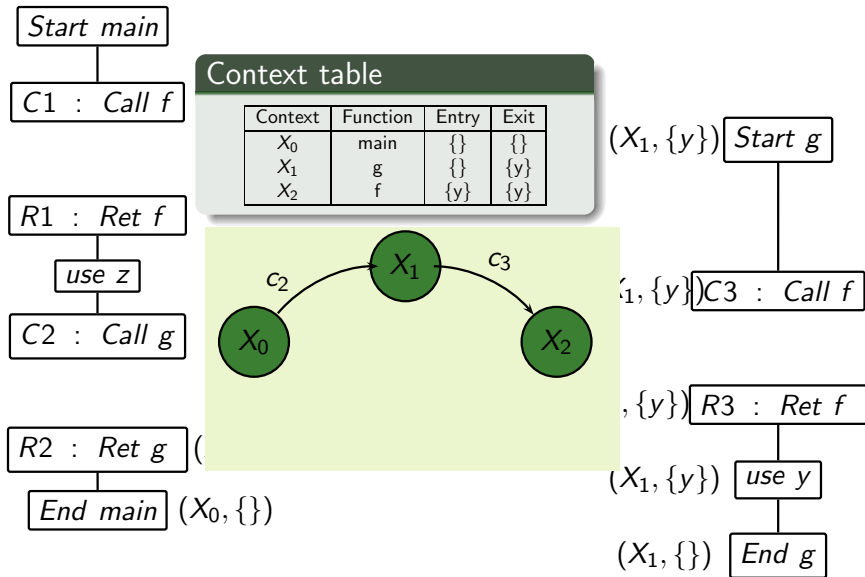 Start main
C1 : Call f
R1 : Ret f
use z
C2 : Call g
R2 : Ret g (
End main (X0, {})
Context table
Context Function Entry Exit
X0 main {} {}
X1 g {} {y}
X2 f {y} {y}
X0
c2
X1
c3
X2
(X1, {y}) Start g
X1, {y}) C3 : Call f
, {y}) R3 : Ret f
(X1, {y}) use y
(X1, {}) End g